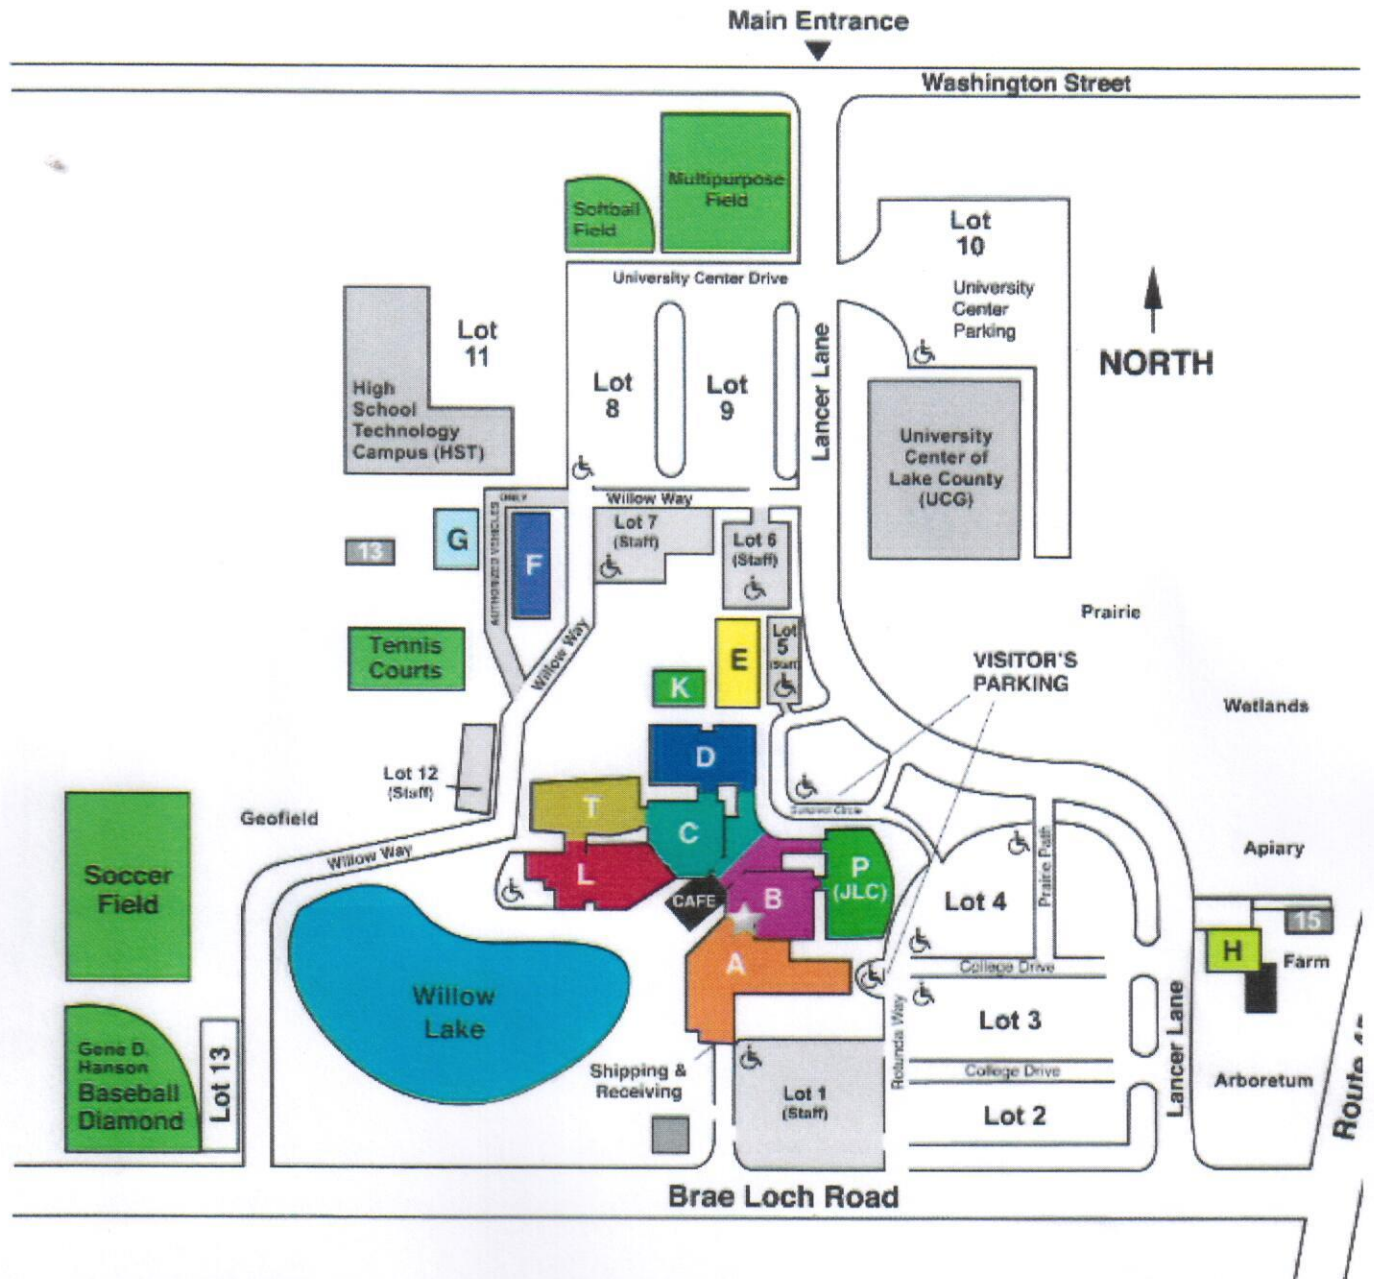 Main Entrance
Washington Street
Multipurpose
Field
Softball
Field
Lot
10
University Center Drive
University
Center
Parking
NORTH
Lot
11
Lancer Lane
Lot
8
Lot
9
High
School
Technology
Campus (HST)
University
Center of
Lake County
(UCG)
ONLY
Willow Way
AUTHORIZED VEHICLES
G
F
13
Lot 7
(Staff)
Lot 6
(Staff)
Prairie
Tennis
Courts
Willow Way
K
E
Lot
5
(Staff)
VISITOR'S
PARKING
Wetlands
D
Lot 12
(Staff)
T
C
Geofield
Willow Way
L
CAFE
B
P
(JLC)
A
Lot 4
Prairie Path
Apiary
15
H
Farm
Soccer
Field
College Drive
Willow
Lake
Rotunda Way
Lot 3
Lancer Lane
Gene D.
Hanson
Baseball
Diamond
Lot 13
Shipping &
Receiving
Lot 1
(Staff)
College Drive
Lot 2
Arboretum
Route
Brae Loch Road